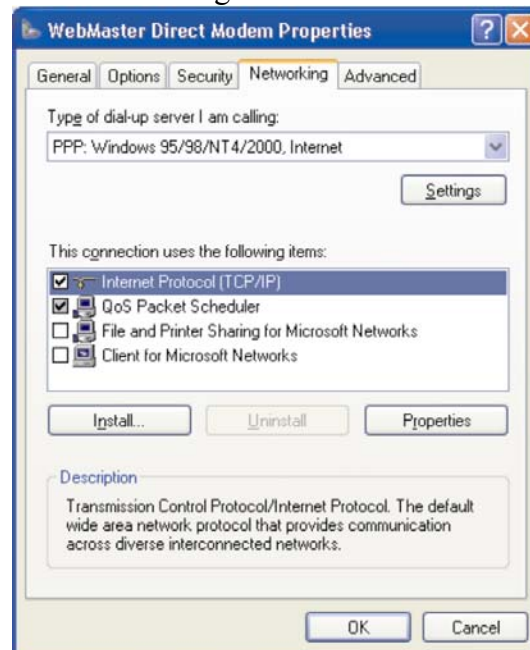 WebMaster Direct Modem Properties
General Options Security Networking Advanced
Type of dial-up server I am calling:
PPP: Windows 95/98/NT4/2000, Internet
Settings
This connection uses the following items:
Internet Protocol (TCP/IP)
QoS Packet Scheduler
File and Printer Sharing for Microsoft Networks
Client for Microsoft Networks
Install... Uninstall Properties
Description
Transmission Control Protocol/Internet Protocol. The default
wide area network protocol that provides communication
across diverse interconnected networks.
OK Cancel